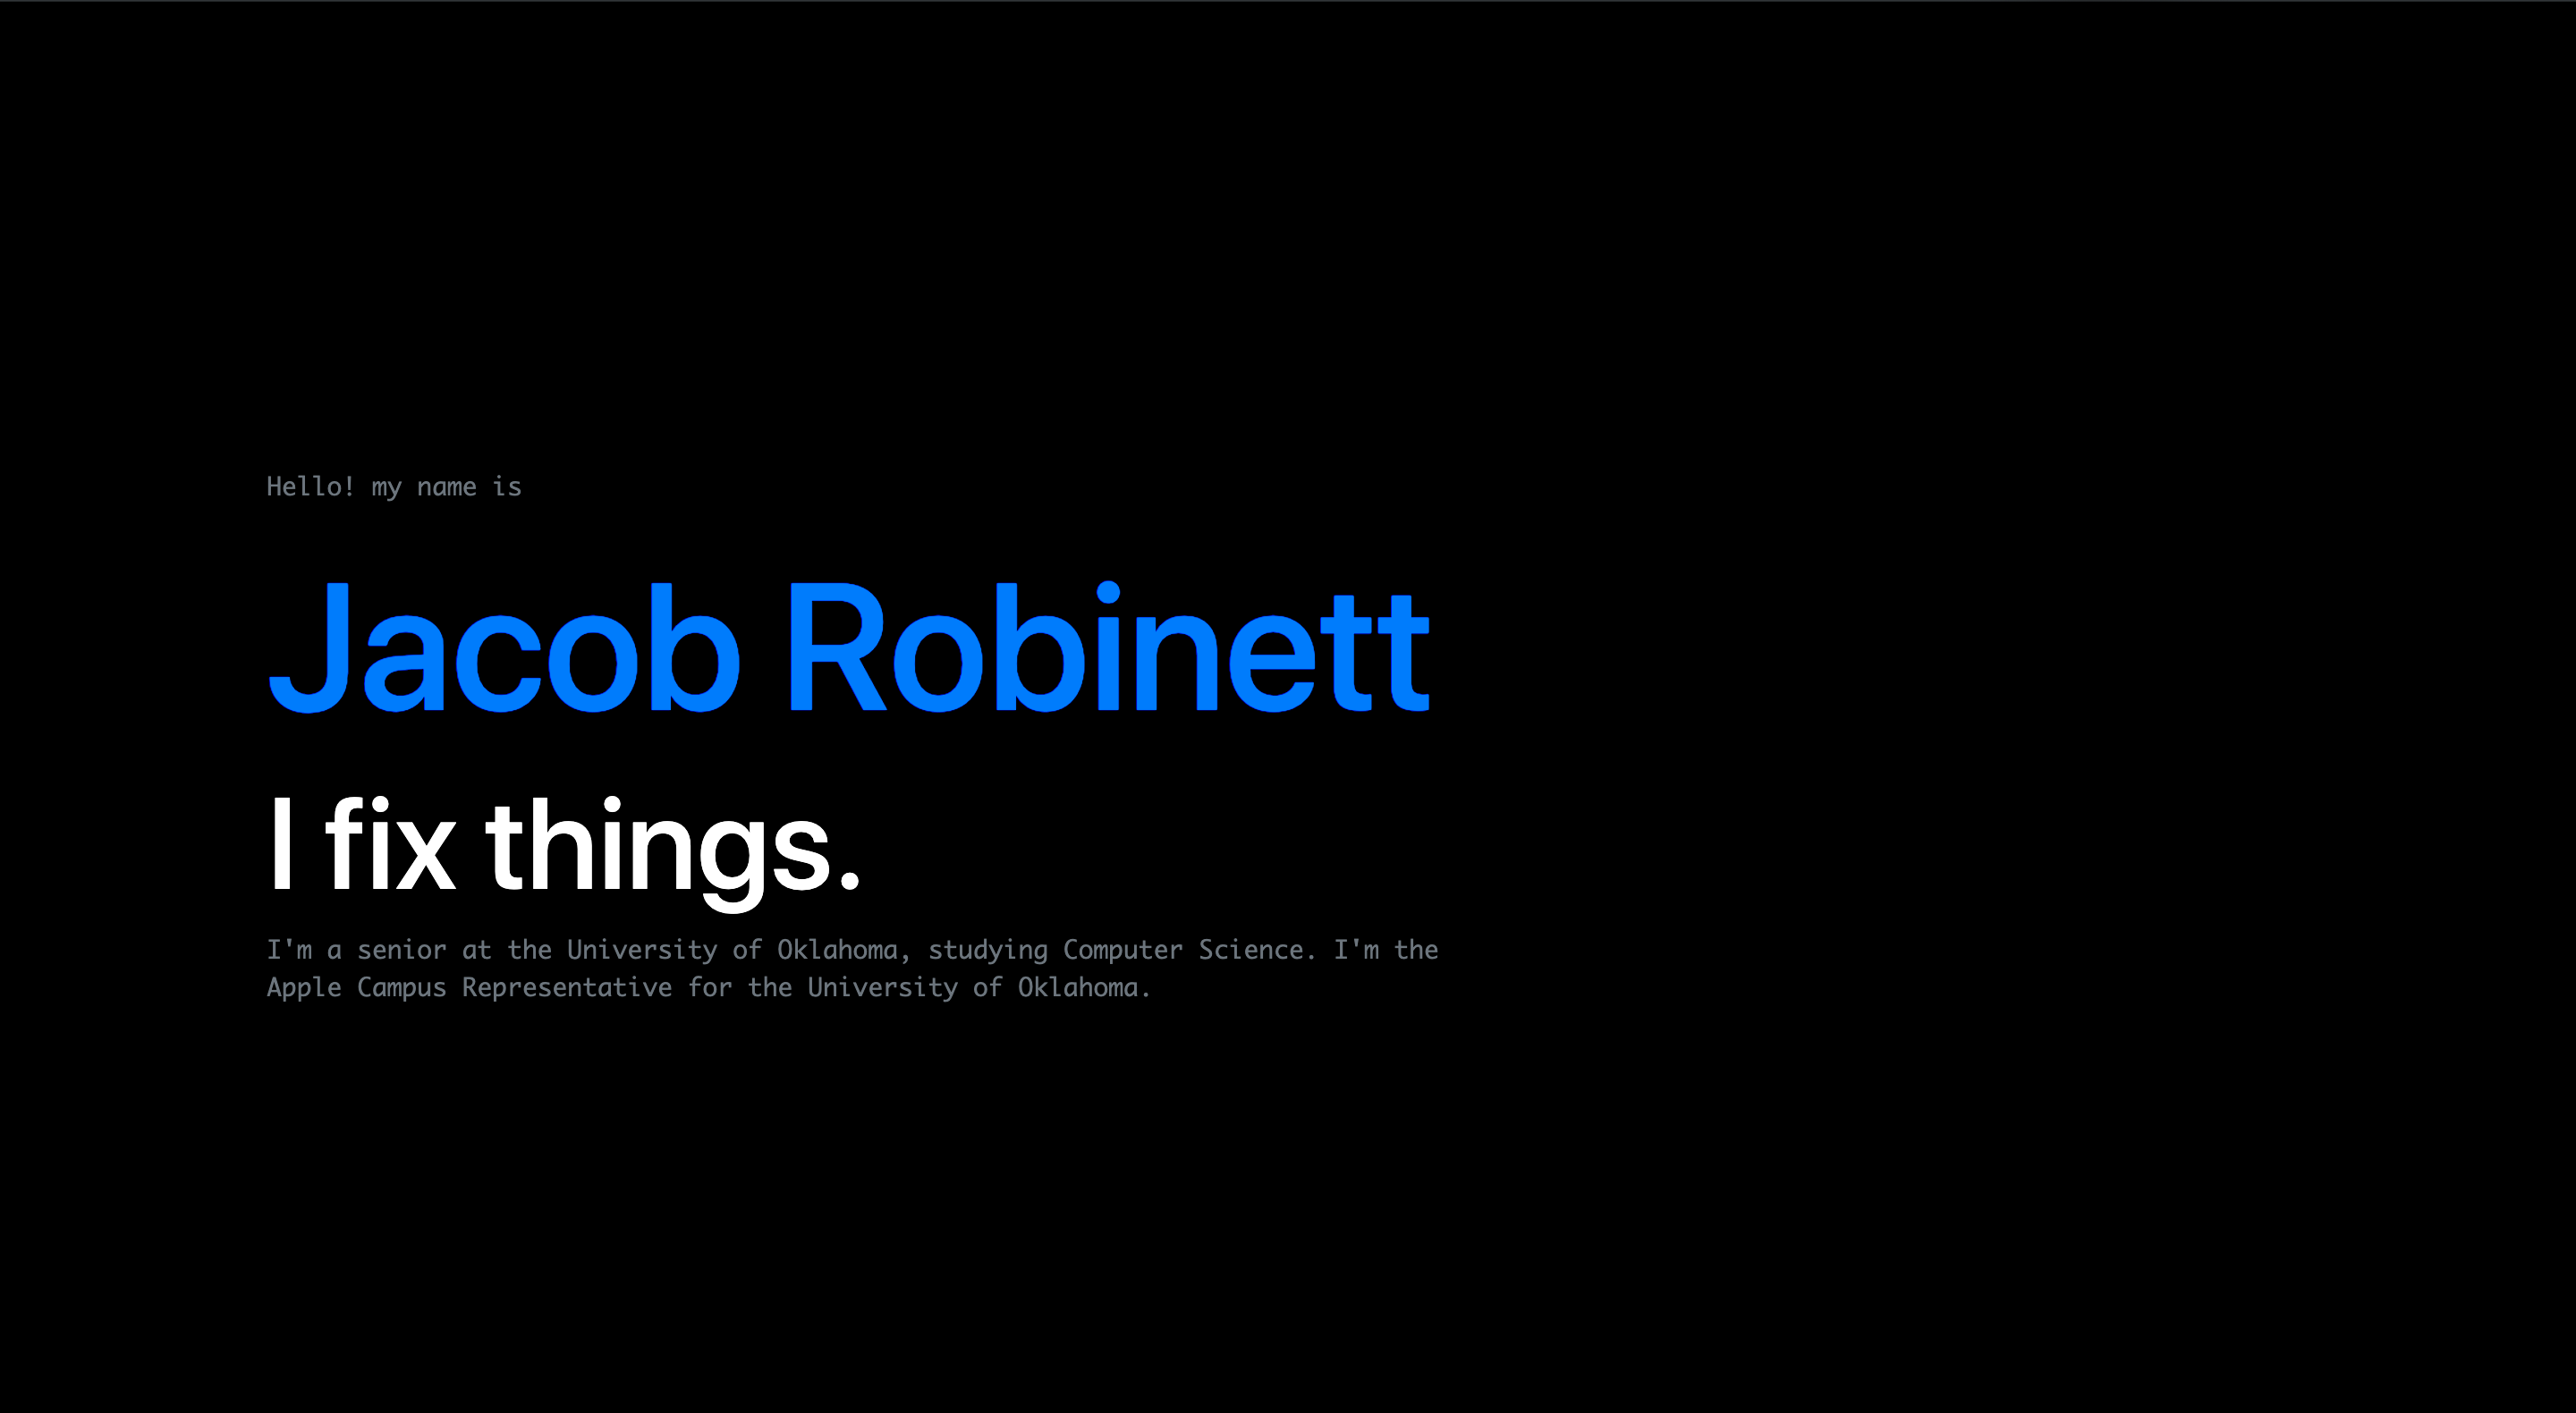 Hello! my name is
Jacob Robinett
I fix things.
I'm a senior at the University of Oklahoma, studying Computer Science. I'm the
Apple Campus Representative for the University of Oklahoma.